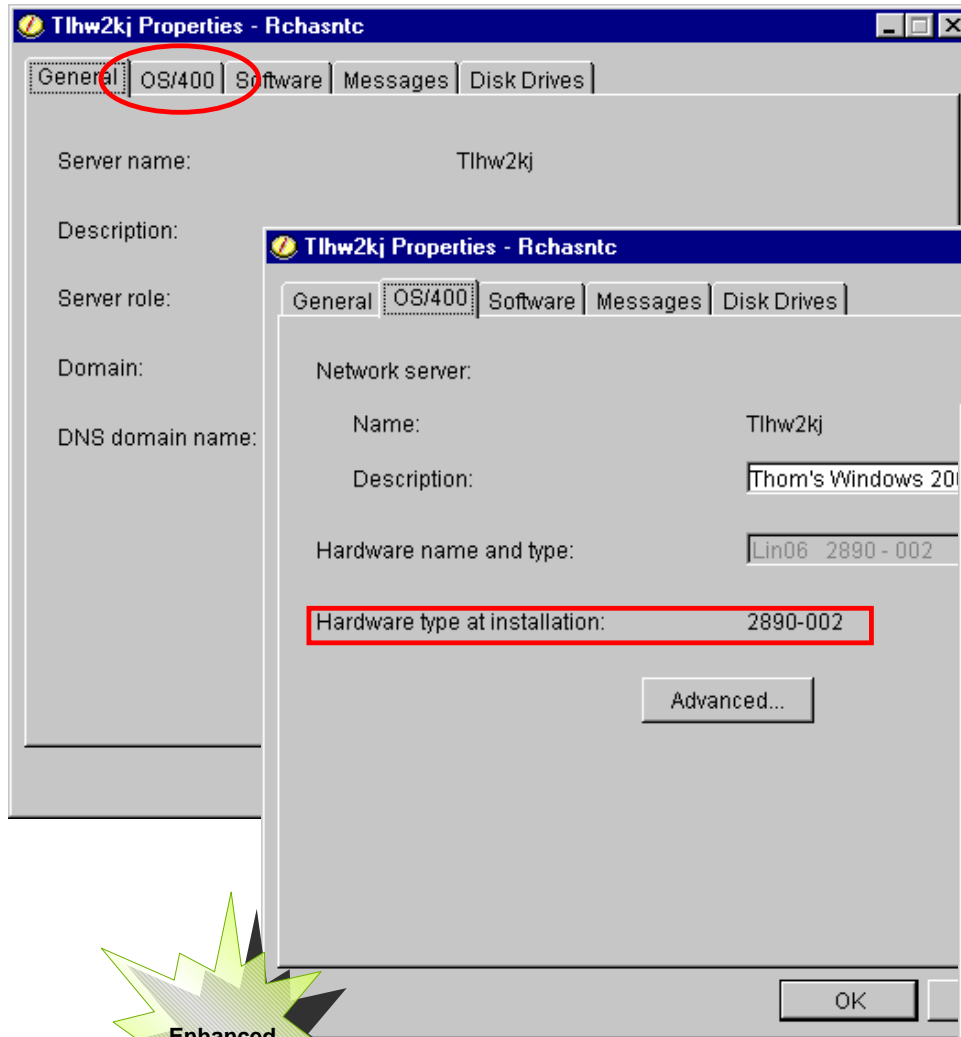 Tlhw2kj Properties - Rchasntc
General OS/400 Software Messages Disk Drives
Server name: Tlhw2kj
Description:
Server role:
Domain:
DNS domain name:
Tlhw2kj Properties - Rchasntc
General OS/400 Software Messages Disk Drives
Network server:
Name: Tlhw2kj
Description: Thom's Windows 20
Hardware name and type: Lin06 2890 - 002
Hardware type at installation: 2890-002
Advanced...
OK
Enhanced